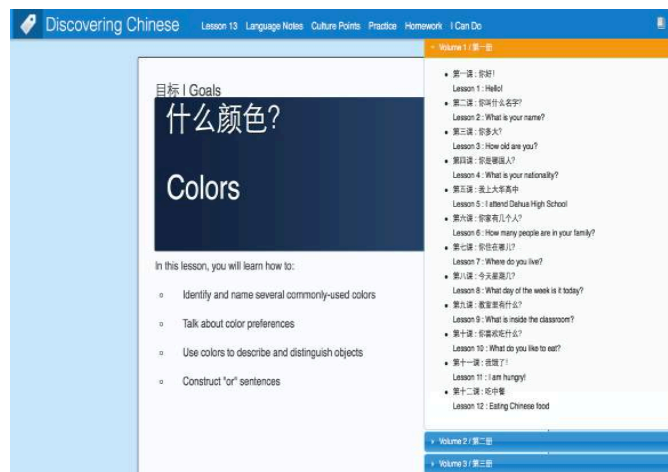 Discovering Chinese
Lesson 13 Language Notes Culture Points Practice Homework I Can Do
目标 | Goals
什么颜色?
Colors
In this lesson, you will learn how to:
Identify and name several commonly-used colors
Talk about color preferences
Use colors to describe and distinguish objects
Construct "or" sentences
Volume 1 / 第一册
第一课 : 你好!
Lesson 1 : Hello!
第二课 : 你叫什么名字?
Lesson 2 : What is your name?
第三课 : 你多大?
Lesson 3 : How old are you?
第四课 : 你是哪国人?
Lesson 4 : What is your nationality?
第五课 : 我上大华高中
Lesson 5 : I attend Dahua High School
第六课 : 你家有几个人?
Lesson 6 : How many people are in your family?
第七课 : 你住在哪儿?
Lesson 7 : Where do you live?
第八课 : 今天星期几?
Lesson 8 : What day of the week is it today?
第九课 : 教室里有什么?
Lesson 9 : What is inside the classroom?
第十课 : 你喜欢吃什么?
Lesson 10 : What do you like to eat?
第十一课 : 我饿了!
Lesson 11 : I am hungry!
第十二课 : 吃中餐
Lesson 12 : Eating Chinese food
Volume 2 / 第二册
Volume 3 / 第三册